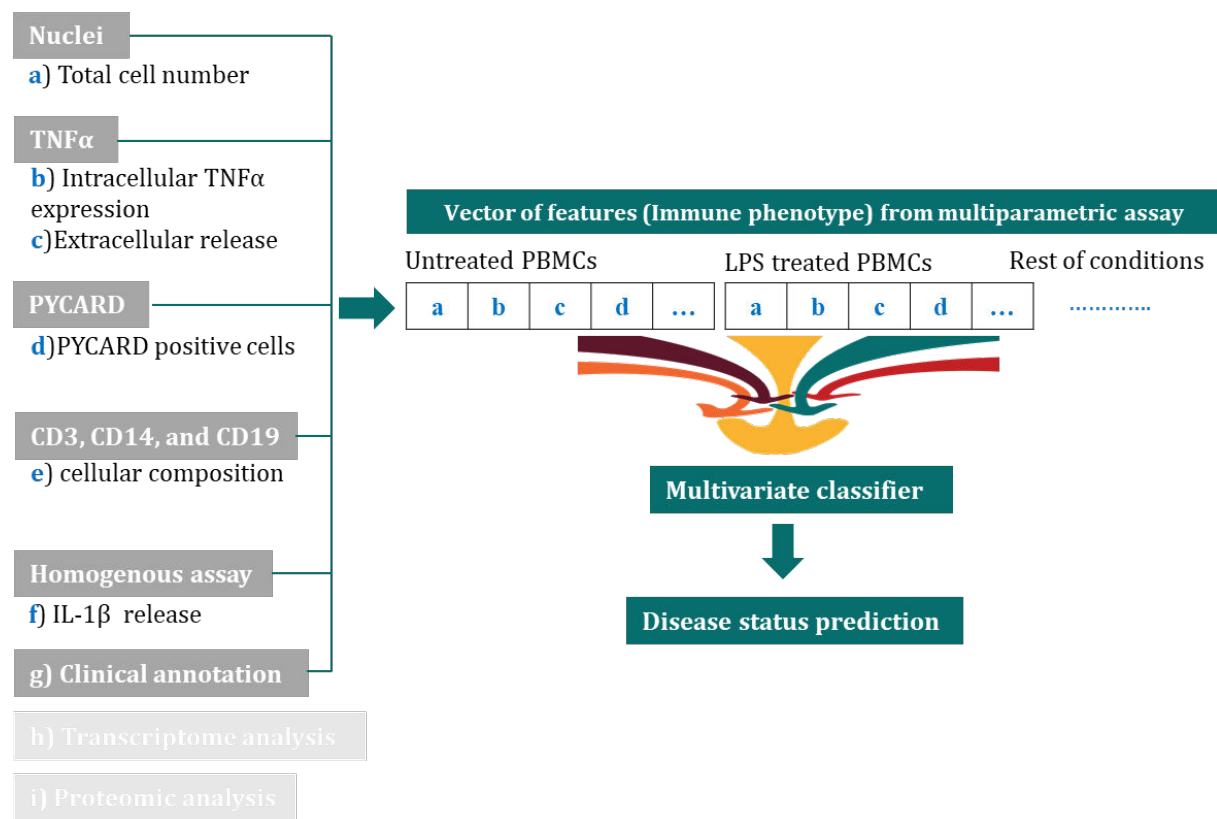 Nuclei
a) Total cell number
TNFα
b) Intracellular TNFα
expression
c)Extracellular release
PYCARD
d)PYCARD positive cells
CD3, CD14, and CD19
e) cellular composition
Homogenous assay
f) IL-1β release
g) Clinical annotation
h) Transcriptome analysis
i) Proteomic analysis
Vector of features (Immune phenotype) from multiparametric assay
Untreated PBMCs
LPS treated PBMCs
Rest of conditions
a b c d ...
a b c d ...
.............
Multivariate classifier
Disease status prediction